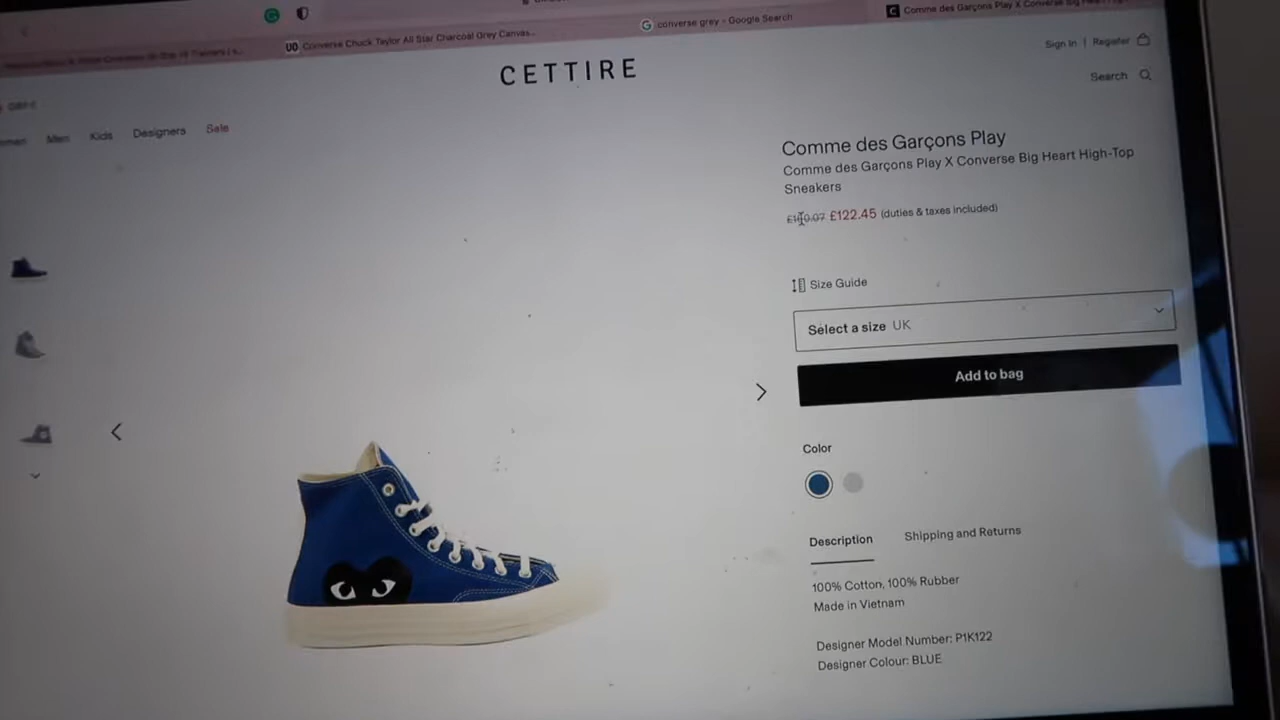 Converse Chuck Taylor All Star Charcoal Grey Canvas...
converse grey - Google Search
Comme des Garçons Play X Converse Big
Sign In | Register
CETTIRE
Search
Men Kids Designers Sale
Comme des Garçons Play
Comme des Garçons Play X Converse Big Heart High-Top
Sneakers
£122.45 (duties & taxes included)
Size Guide
Select a size UK
Add to bag
Color
Description Shipping and Returns
100% Cotton, 100% Rubber
Made in Vietnam
Designer Model Number: P1K122
Designer Colour: BLUE